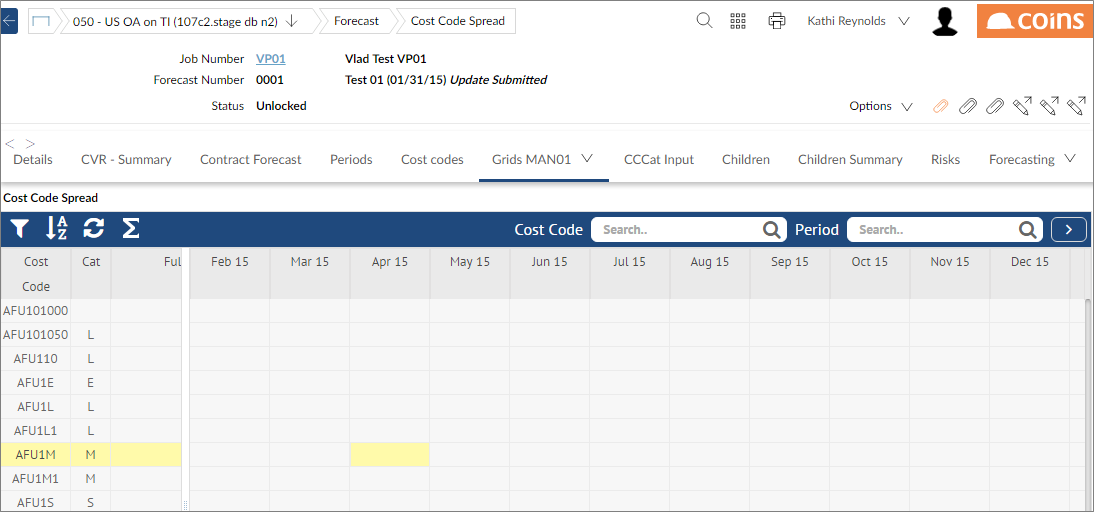 050 - US OA on TI (107c2.stage db n2) Forecast Cost Code Spread Kathi Reynolds coins
Job Number VP01 Vlad Test VP01
Forecast Number 0001 Test 01 (01/31/15) Update Submitted
Status Unlocked Options
Details CVR - Summary Contract Forecast Periods Cost codes Grids MAN01 CCCat Input Children Children Summary Risks Forecasting
Cost Code Spread
Cost Code Search.. Period Search..
Cost Code Cat Ful Feb 15 Mar 15 Apr 15 May 15 Jun 15 Jul 15 Aug 15 Sep 15 Oct 15 Nov 15 Dec 15
AFU101000
AFU101050 L
AFU110 L
AFU1E E
AFU1L L
AFU1L1 L
AFU1M M
AFU1M1 M
AFU1S S